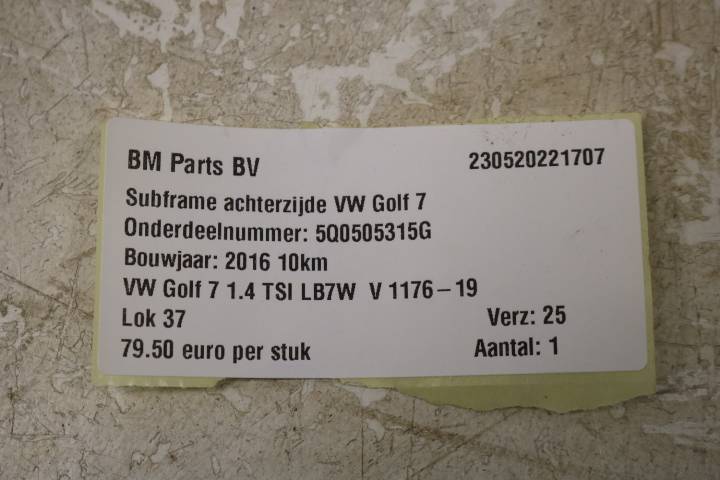 BM Parts BV 230520221707
Subframe achterzijde VW Golf 7
Onderdeelnummer: 5Q0505315G
Bouwjaar: 2016 10km
VW Golf 7 1.4 TSI LB7W V 1176-19
Lok 37 Verz: 25
79.50 euro per stuk Aantal: 1